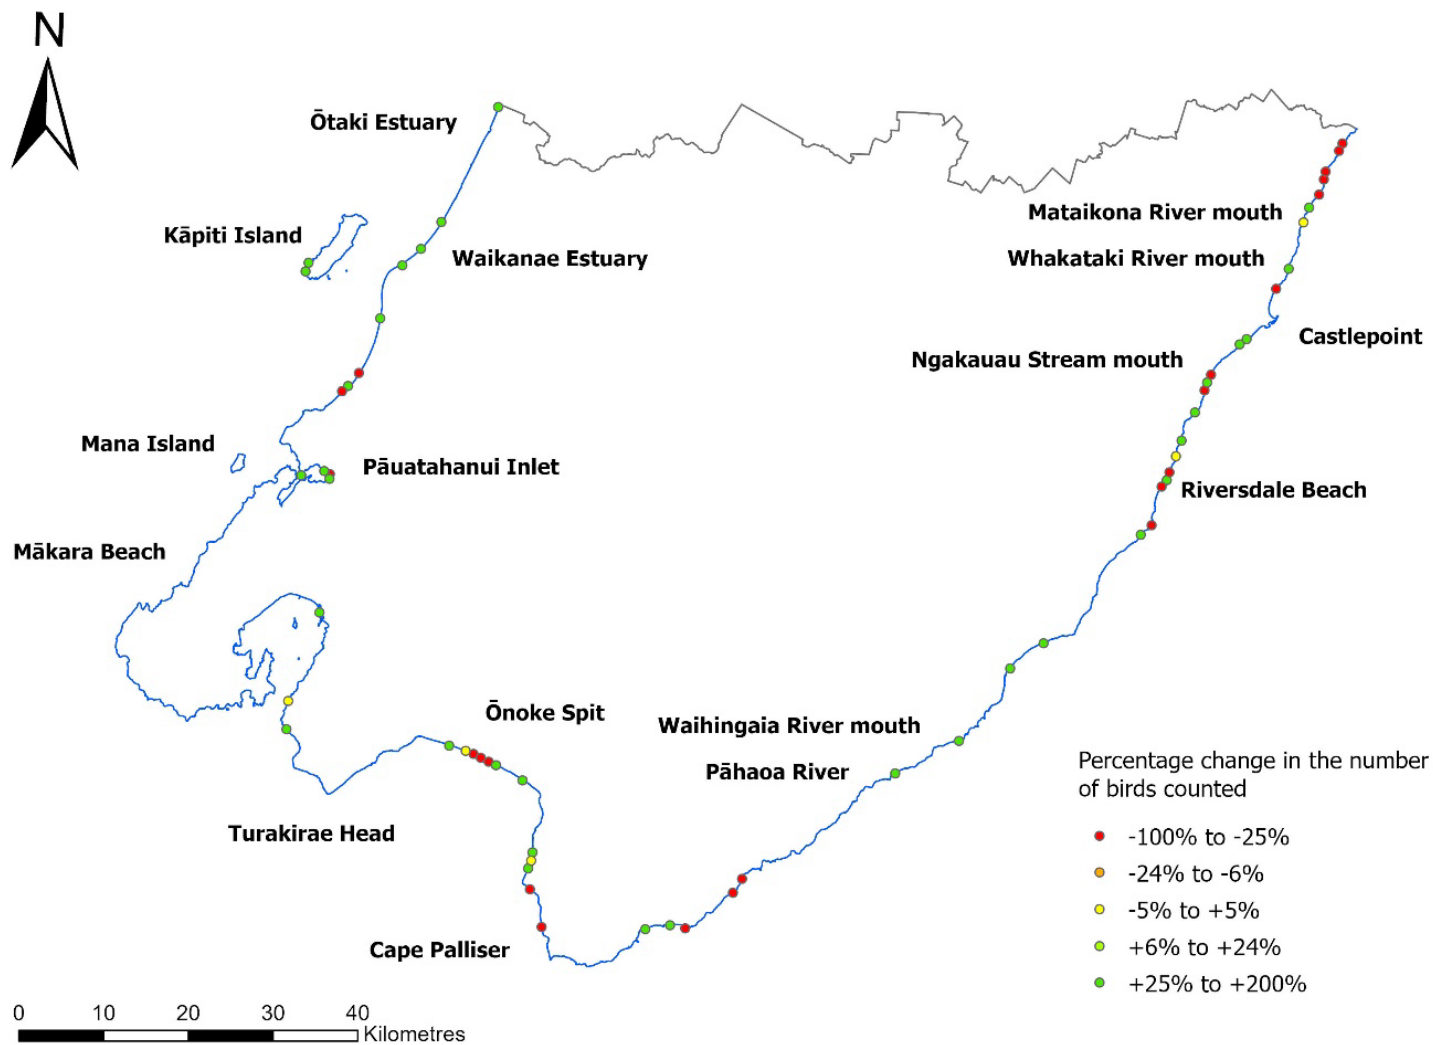 N
Ōtaki Estuary
Kāpiti Island
Waikanae Estuary
Mataikona River mouth
Whakataki River mouth
Castlepoint
Ngakauau Stream mouth
Mana Island
Pāuatahanui Inlet
Riversdale Beach
Mākara Beach
Ōnoke Spit
Waihingaia River mouth
Pāhaoa River
Turakirae Head
Cape Palliser
Percentage change in the number
of birds counted
-100% to -25%
-24% to -6%
-5% to +5%
+6% to +24%
+25% to +200%
0 10 20 30 40
Kilometres